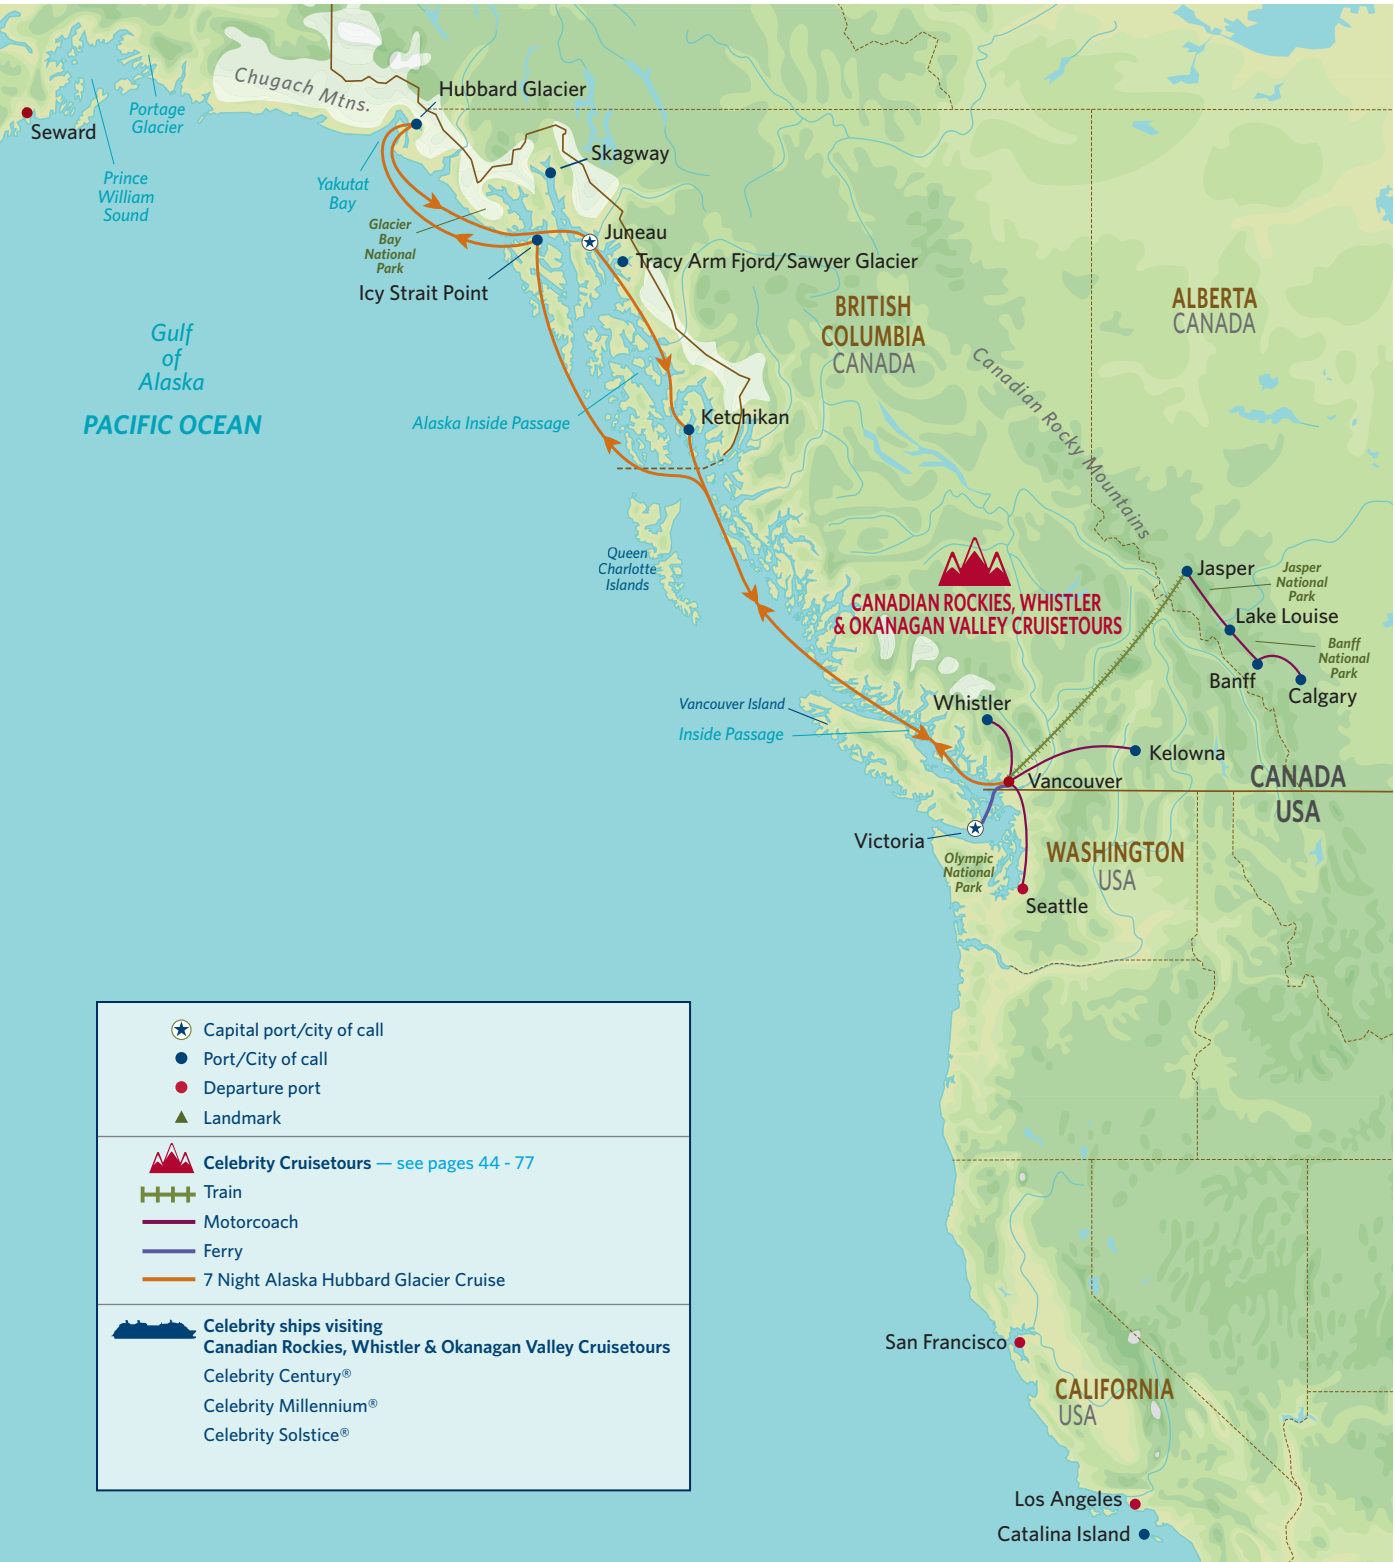 Chugach Mtns.
Hubbard Glacier
Portage
Glacier
Seward
Skagway
Prince
William
Sound
Yakutat
Bay
Glacier
Bay
National
Park
Juneau
Tracy Arm Fjord/Sawyer Glacier
Icy Strait Point
BRITISH
COLUMBIA
CANADA
ALBERTA
CANADA
Gulf
of
Alaska
PACIFIC OCEAN
Canadian Rocky Mountains
Alaska Inside Passage
Ketchikan
Queen
Charlotte
Islands
CANADIAN ROCKIES, WHISTLER
& OKANAGAN VALLEY CRUISETOURS
Jasper
Jasper
National
Park
Lake Louise
Banff
National
Park
Banff
Calgary
Vancouver Island
Inside Passage
Whistler
Kelowna
Vancouver
CANADA
USA
Victoria
Olympic
National
Park
WASHINGTON
USA
Seattle
Capital port/city of call
Port/City of call
Departure port
Landmark
Celebrity Cruisetours — see pages 44 - 77
Train
Motorcoach
Ferry
7 Night Alaska Hubbard Glacier Cruise
Celebrity ships visiting
Canadian Rockies, Whistler & Okanagan Valley Cruisetours
Celebrity Century®
Celebrity Millennium®
Celebrity Solstice®
San Francisco
CALIFORNIA
USA
Los Angeles
Catalina Island